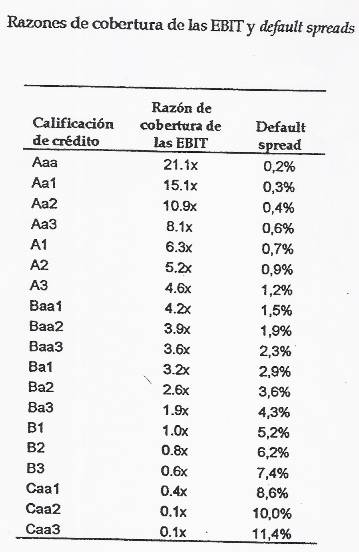 Razones de cobertura de las EBIT y default spreads
Calificación de crédito Razón de cobertura de las EBIT Default spread
Aaa 21.1x 0,2%
Aa1 15.1x 0,3%
Aa2 10.9x 0,4%
Aa3 8.1x 0,6%
A1 6.3x 0,7%
A2 5.2x 0,9%
A3 4.6x 1,2%
Baa1 4.2x 1,5%
Baa2 3.9x 1,9%
Baa3 3.6x 2,3%
Ba1 3.2x 2,9%
Ba2 2.6x 3,6%
Ba3 1.9x 4,3%
B1 1.0x 5,2%
B2 0.8x 6,2%
B3 0.6x 7,4%
Caa1 0.4x 8,6%
Caa2 0.1x 10,0%
Caa3 0.1x 11,4%